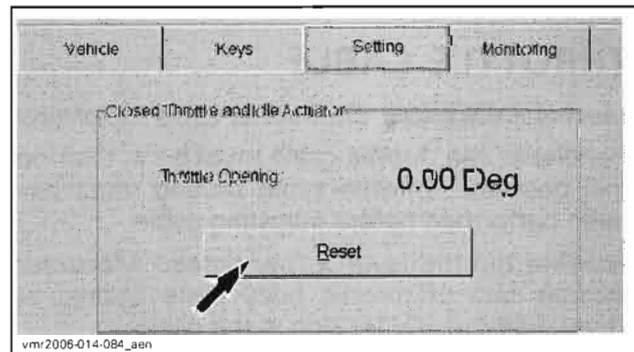 Vehicle Keys Setting Monitoring
Closed Throttle and Idle Actuator
Throttle Opening: 0.00 Deg
Reset
vmr2006-014-084_aen